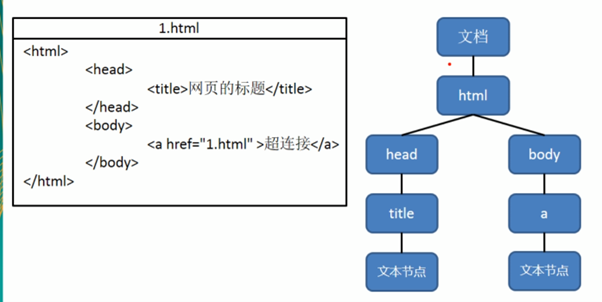 1.html
<html>
<head>
<title>网页的标题</title>
</head>
<body>
<a href="1.html" >超连接</a>
</body>
</html>
文档
html
head
body
title
a
文本节点
文本节点